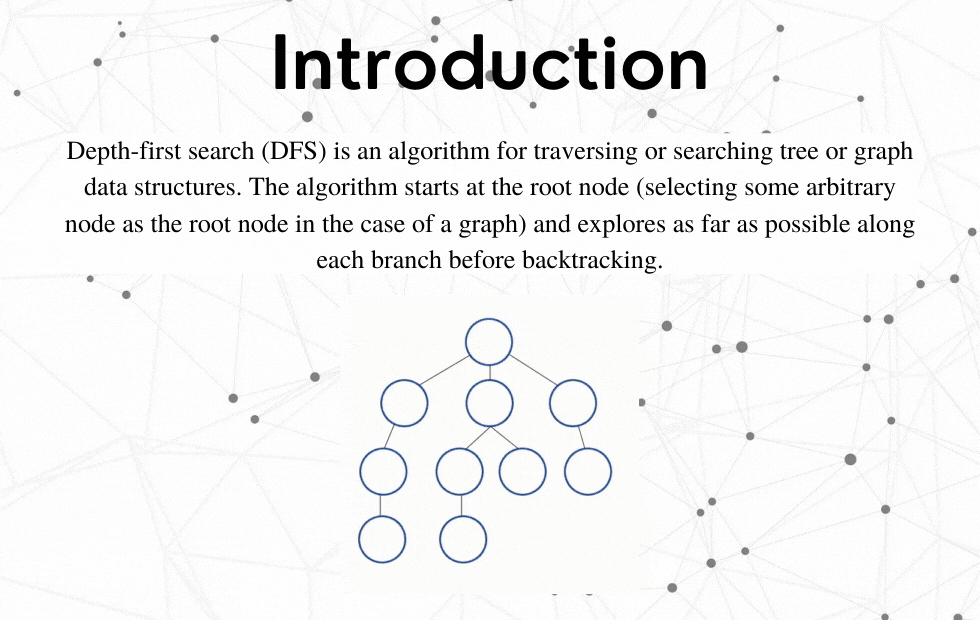 Introduction
Depth-first search (DFS) is an algorithm for traversing or searching tree or graph
data structures. The algorithm starts at the root node (selecting some arbitrary
node as the root node in the case of a graph) and explores as far as possible along
each branch before backtracking.